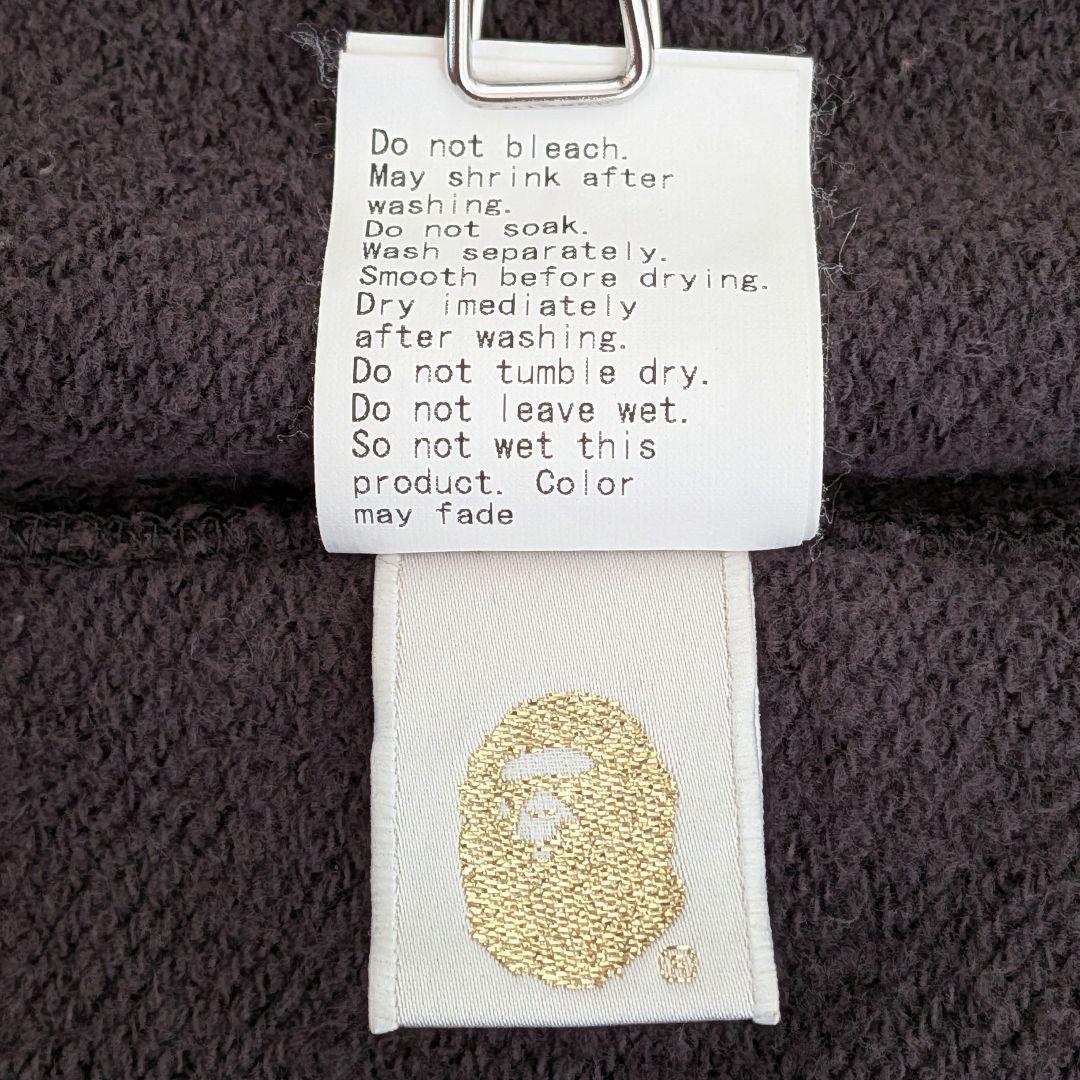 Do not bleach.
May shrink after
washing.
Do not soak.
Wash separately.
Smooth before drying.
Dry imediately
after washing.
Do not tumble dry.
Do not leave wet.
So not wet this
product. Color
may fade
®